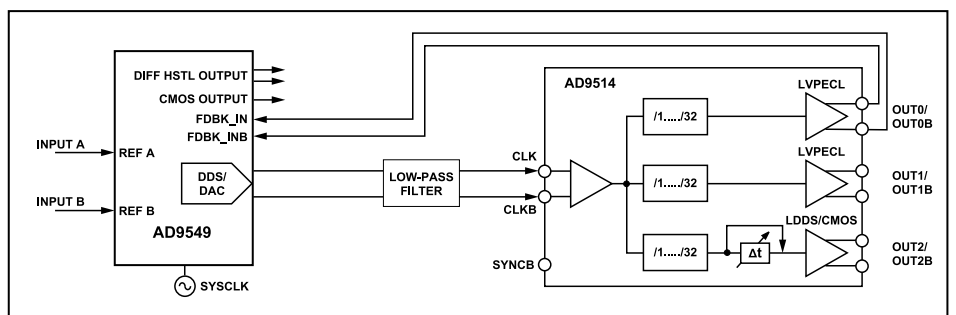 DIFF HSTL OUTPUT
CMOS OUTPUT
FDBK_IN
FDBK_INB
INPUT A
REF A
DDS/
DAC
INPUT B
REF B
AD9549
SYSCLK
LOW-PASS
FILTER
CLK
CLKB
SYNCB
AD9514
/1...../32
LVPECL
OUT0/
OUT0B
/1...../32
LVPECL
OUT1/
OUT1B
/1...../32
Δt
LDDS/CMOS
OUT2/
OUT2B